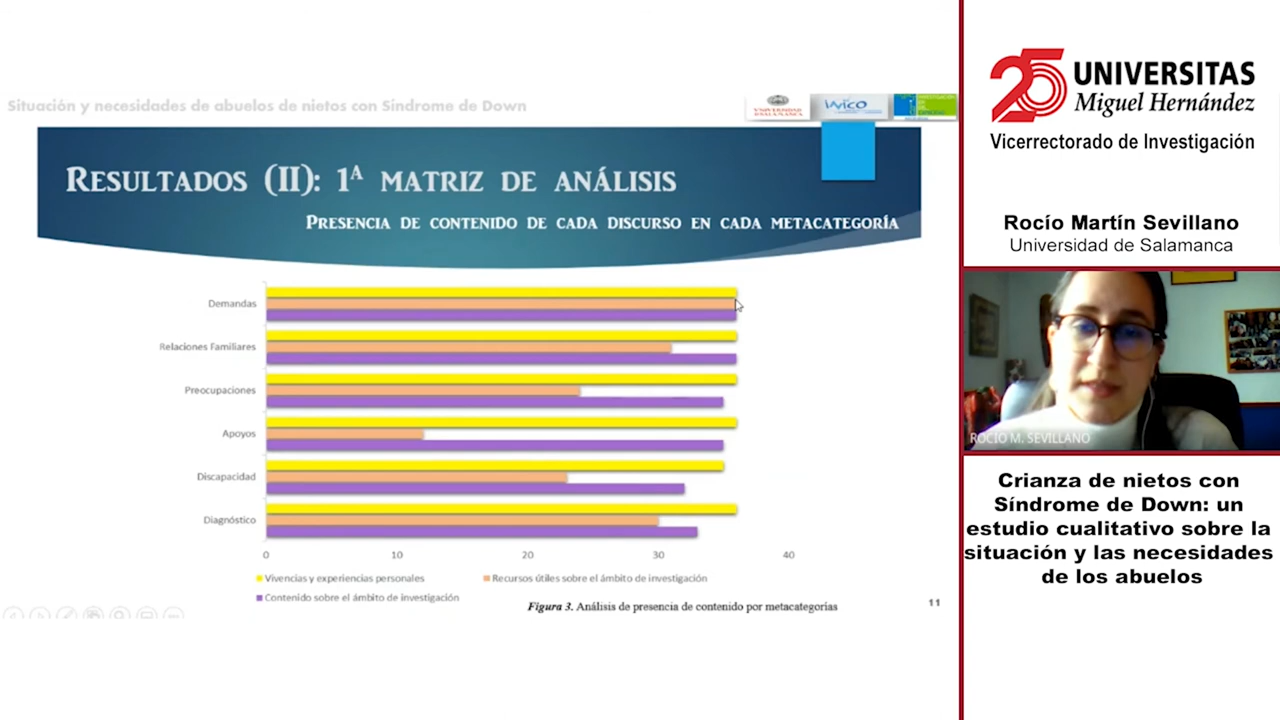 Situación y necesidades de abuelos de nietos con Síndrome de Down
UNIVERSIDAD
SALAMANCA
RESULTADOS (II): 1ª MATRIZ DE ANÁLISIS
PRESENCIA DE CONTENIDO DE CADA DISCURSO EN CADA METACATEGORÍA
Demandas
Relaciones Familiares
Preocupaciones
Apoyos
Discapacidad
Diagnóstico
0 10 20 30 40
Vivencias y experiencias personales
Recursos útiles sobre el ámbito de investigación
Contenido sobre el ámbito de investigación
Figura 3. Análisis de presencia de contenido por metacategorías
11
25 UNIVERSITAS
Miguel Hernández
Vicerrectorado de Investigación
Rocío Martín Sevillano
Universidad de Salamanca
ROCÍO M. SEVILLANO
Crianza de nietos con
Síndrome de Down: un
estudio cualitativo sobre la
situación y las necesidades
de los abuelos